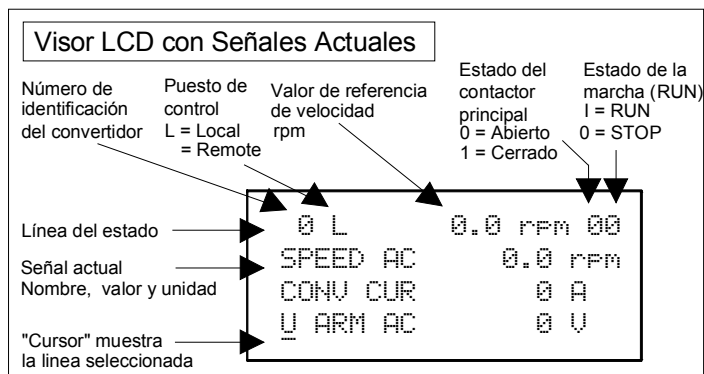 Visor LCD con Señales Actuales
Número de
identificación
del convertidor
Puesto de
control
L = Local
= Remote
Valor de referencia
de velocidad
rpm
Estado del
contactor
principal
0 = Abierto
1 = Cerrado
Estado de la
marcha (RUN)
I = RUN
0 = STOP
Línea del estado
0 L 0.0 rpm 00
Señal actual
Nombre, valor y unidad
SPEED AC 0.0 rpm
CONV CUR 0 A
U ARM AC 0 V
"Cursor" muestra
la linea seleccionada